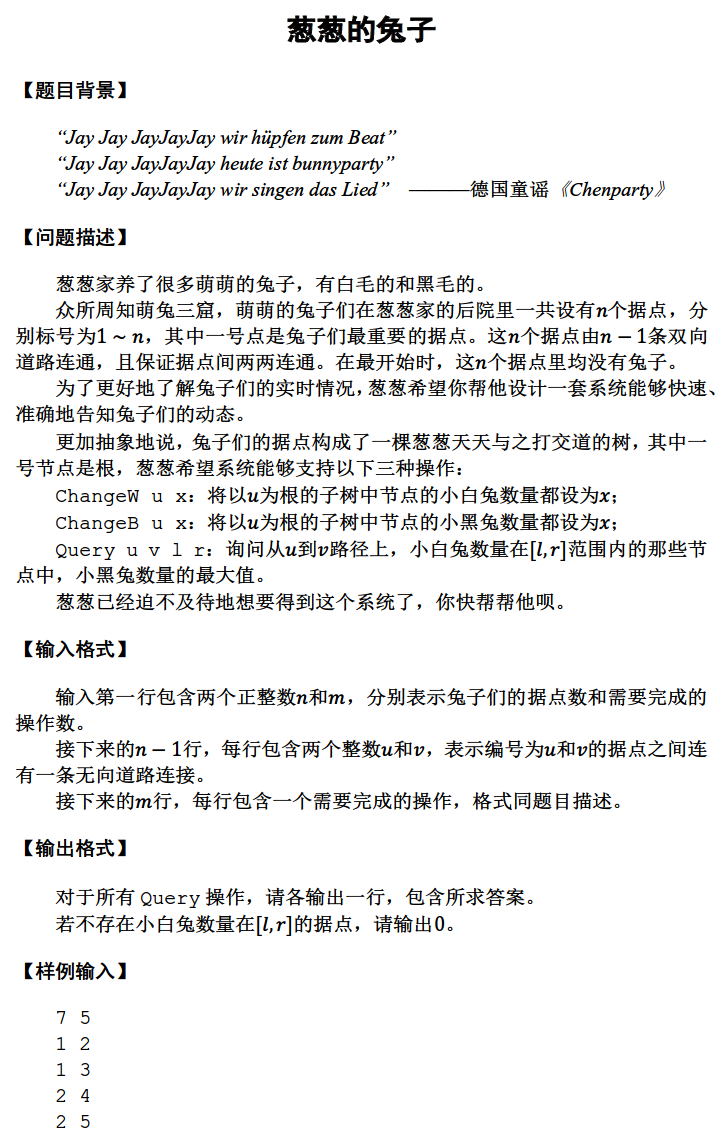 葱葱的兔子
【题目背景】
“Jay Jay JayJayJay wir hüpfen zum Beat”
“Jay Jay JayJayJay heute ist bunnyparty”
“Jay Jay JayJayJay wir singen das Lied” ———德国童谣《Chenparty》
【问题描述】
葱葱家养了很多萌萌的兔子，有白毛的和黑毛的。
众所周知萌兔三窟，萌萌的兔子们在葱葱家的后院里一共设有n个据点，分
别标号为1 ~ n，其中一号点是兔子们最重要的据点。这n个据点由n − 1条双向
道路连通，且保证据点间两两连通。在最开始时，这n个据点里均没有兔子。
为了更好地了解兔子们的实时情况，葱葱希望你帮他设计一套系统能够快速、
准确地告知兔子们的动态。
更加抽象地说，兔子们的据点构成了一棵葱葱天天与之打交道的树，其中一
号节点是根，葱葱希望系统能够支持以下三种操作：
ChangeW u x：将以u为根的子树中节点的小白兔数量都设为x；
ChangeB u x：将以u为根的子树中节点的小黑兔数量都设为x；
Query u v l r：询问从u到v路径上，小白兔数量在[l, r]范围内的那些节
点中，小黑兔数量的最大值。
葱葱已经迫不及待地想要得到这个系统了，你快帮帮他呗。
【输入格式】
输入第一行包含两个正整数n和m，分别表示兔子们的据点数和需要完成的
操作数。
接下来的n − 1行，每行包含两个整数u和v，表示编号为u和v的据点之间连
有一条无向道路连接。
接下来的m行，每行包含一个需要完成的操作，格式同题目描述。
【输出格式】
对于所有 Query 操作，请各输出一行，包含所求答案。
若不存在小白兔数量在[l, r]的据点，请输出0。
【样例输入】
7 5
1 2
1 3
2 4
2 5